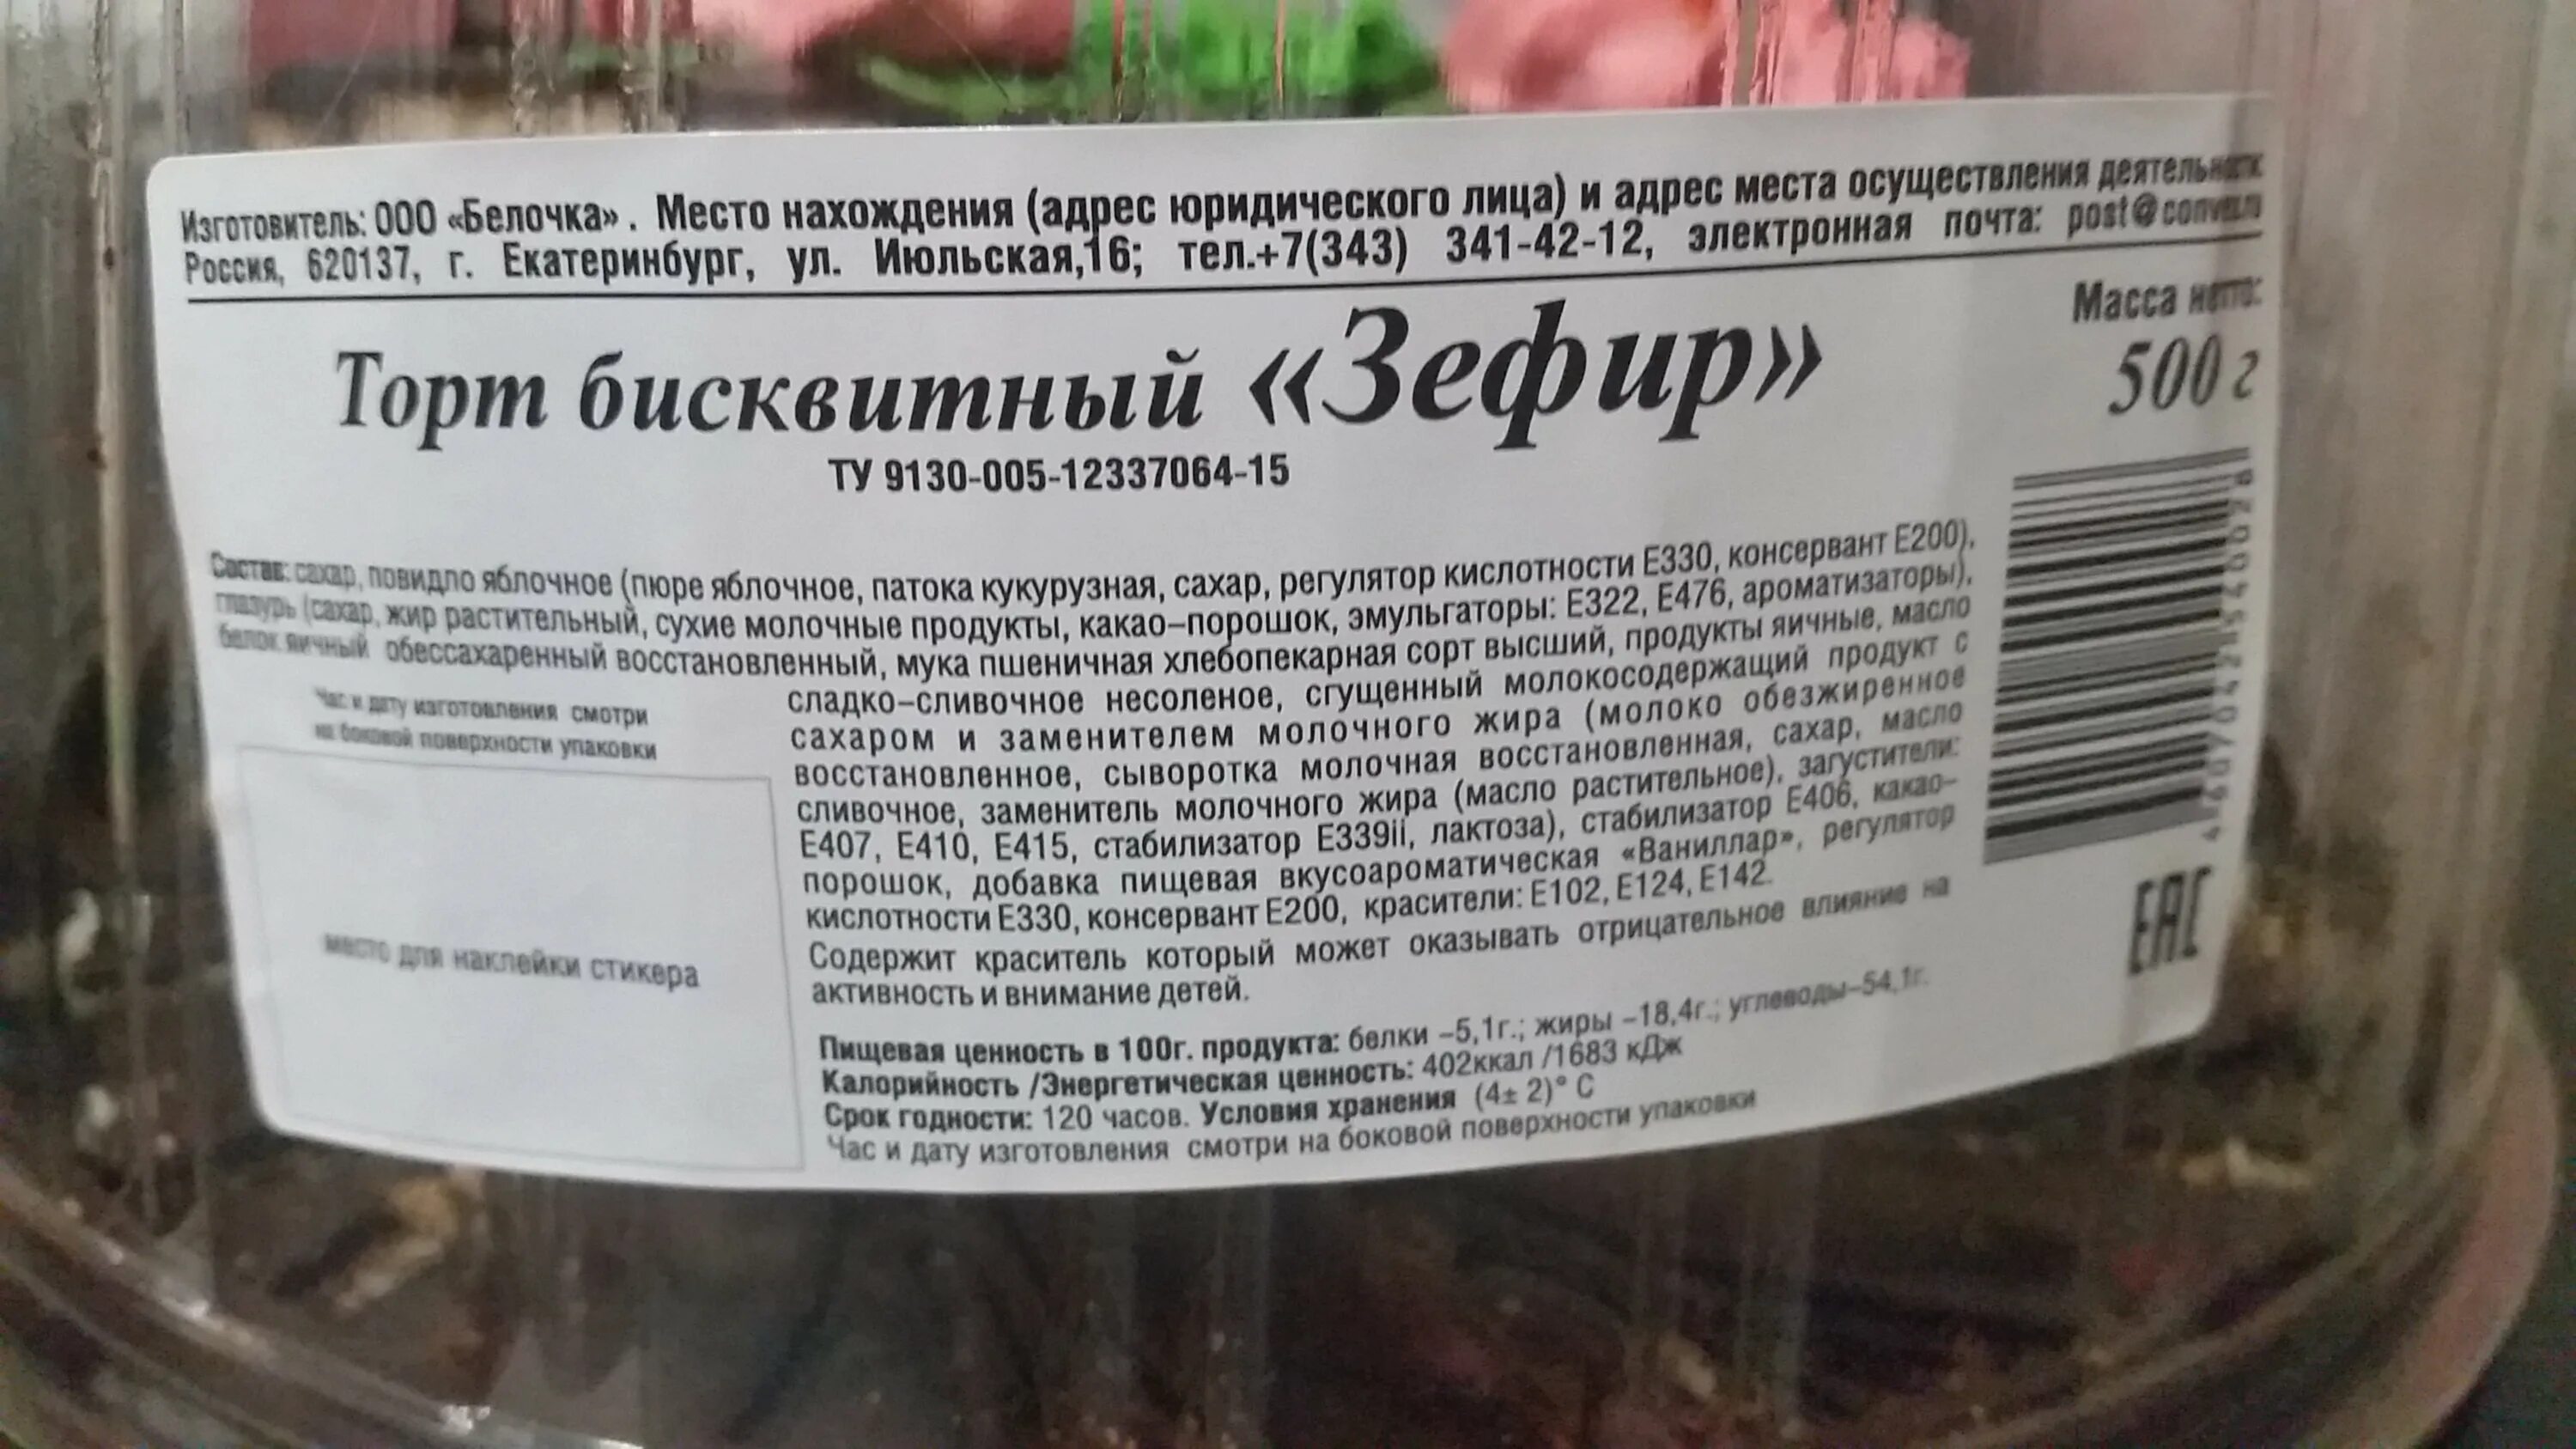 Изготовитель: ООО «Белочка» . Место нахождения (адрес юридического лица) и адрес места осуществления
Россия, 620137, г. Екатеринбург, ул. Июльская,16; тел.+7(343) 341-42-12, электронная почта:
Масса нетто:
Торт бисквитный «Зефир»
500 г
ТУ 9130-005-12337064-15
Состав: сахар, повидло яблочное (пюре яблочное, патока кукурузная, сахар, регулятор кислотности Е330, консервант Е200),
глазурь (сахар, жир растительный, сухие молочные продукты, какао-порошок, эмульгаторы: Е322, Е476, ароматизаторы),
белок яичный обессахаренный восстановленный, мука пшеничная хлебопекарная сорт высший, продукты яичные, масло
сладко-сливочное несоленое, сгущенный молокосодержащий продукт с
сахаром и заменителем молочного жира (молоко обезжиренное
восстановленное, сыворотка молочная восстановленная, сахар, масло
сливочное, заменитель молочного жира (масло растительное), загустители:
Е407, Е410, Е415, стабилизатор Е339ii, лактоза), стабилизатор Е406, какао-
порошок, добавка пищевая вкусоароматическая «Ваниллар», регулятор
кислотности Е330, консервант Е200, красители: Е102, Е124, Е142.
Содержит краситель который может оказывать отрицательное влияние на
активность и внимание детей.
Час и дату изготовления смотри
на боковой поверхности упаковки
место для наклейки стикера
Пищевая ценность в 100г. продукта: белки -5,1г.; жиры -18,4г.; углеводы-54,1г.
Калорийность /Энергетическая ценность: 402ккал /1683 кДж
Срок годности: 120 часов. Условия хранения (4± 2)° С
Час и дату изготовления смотри на боковой поверхности упаковки
ЕАС